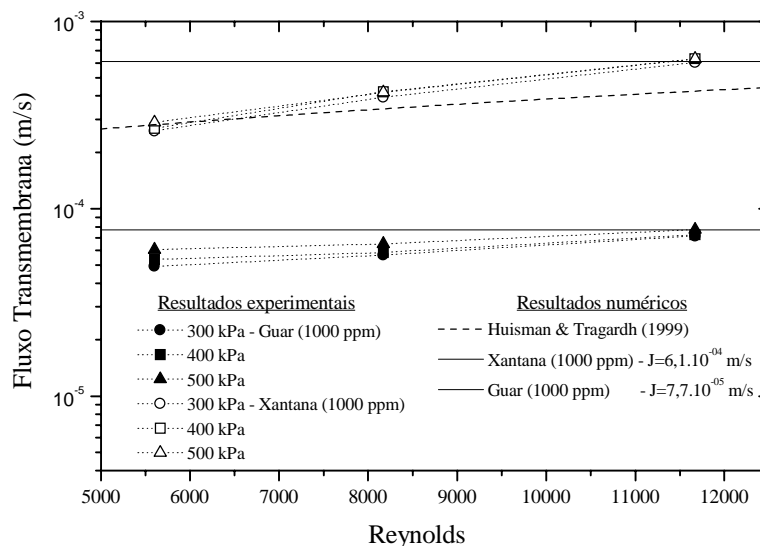 10⁻³
10⁻⁴
10⁻⁵
Fluxo Transmembrana (m/s)
Resultados experimentais
300 kPa - Guar (1000 ppm)
400 kPa
500 kPa
300 kPa - Xantana (1000 ppm)
400 kPa
500 kPa
Resultados numéricos
Huisman & Tragardh (1999)
Xantana (1000 ppm) - J=6,1.10⁻⁰⁴ m/s
Guar (1000 ppm) - J=7,7.10⁻⁰⁵ m/s .
5000 6000 7000 8000 9000 10000 11000 12000
Reynolds